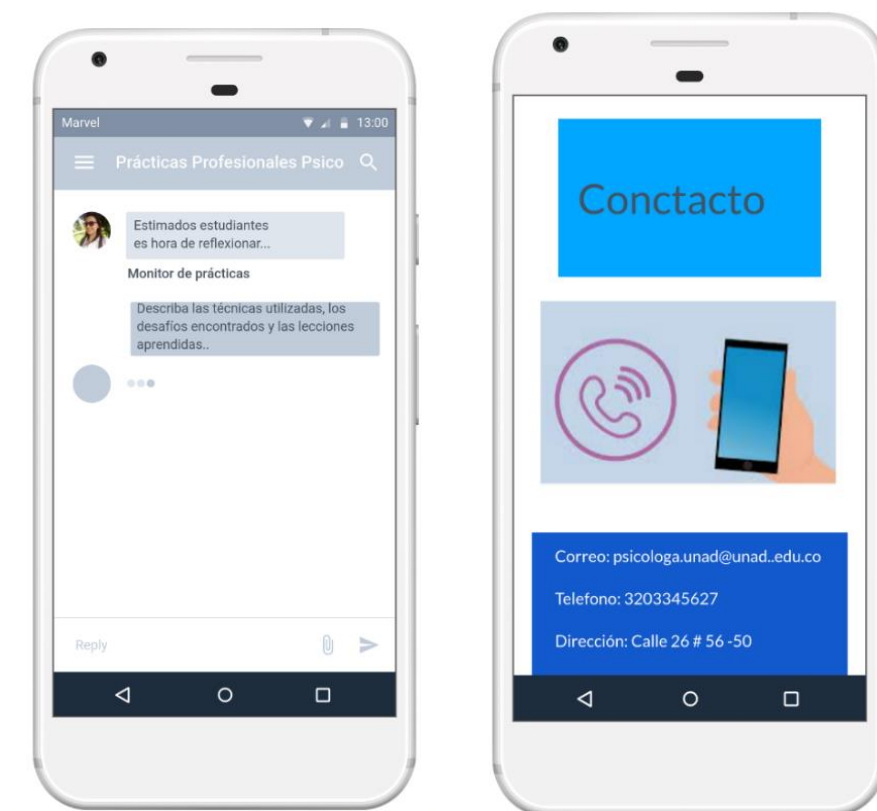 Marvel 13:00
Prácticas Profesionales Psico
Estimados estudiantes
es hora de reflexionar...
Monitor de prácticas
Describa las técnicas utilizadas, los
desafíos encontrados y las lecciones
aprendidas..
Reply
Conctacto
Correo: psicologa.unad@unad..edu.co
Telefono: 3203345627
Dirección: Calle 26 # 56 -50